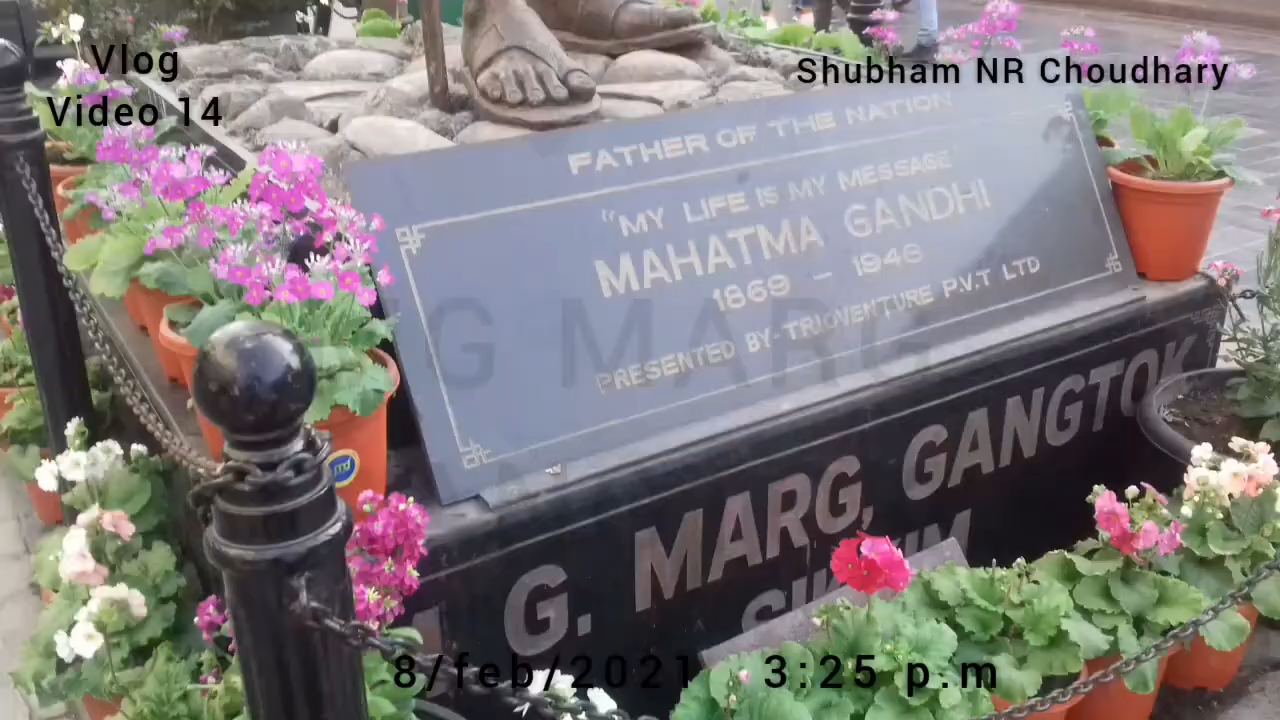 Vlog
Video 14
Shubham NR Choudhary
FATHER OF THE NATION
"MY LIFE IS MY MESSAGE"
MAHATMA GANDHI
1869 - 1948
PRESENTED BY- TRIOVENTURE P.V.T LTD
G MARG
G. MARG, GANGTOK
8/feb/2021 3:25 p.m